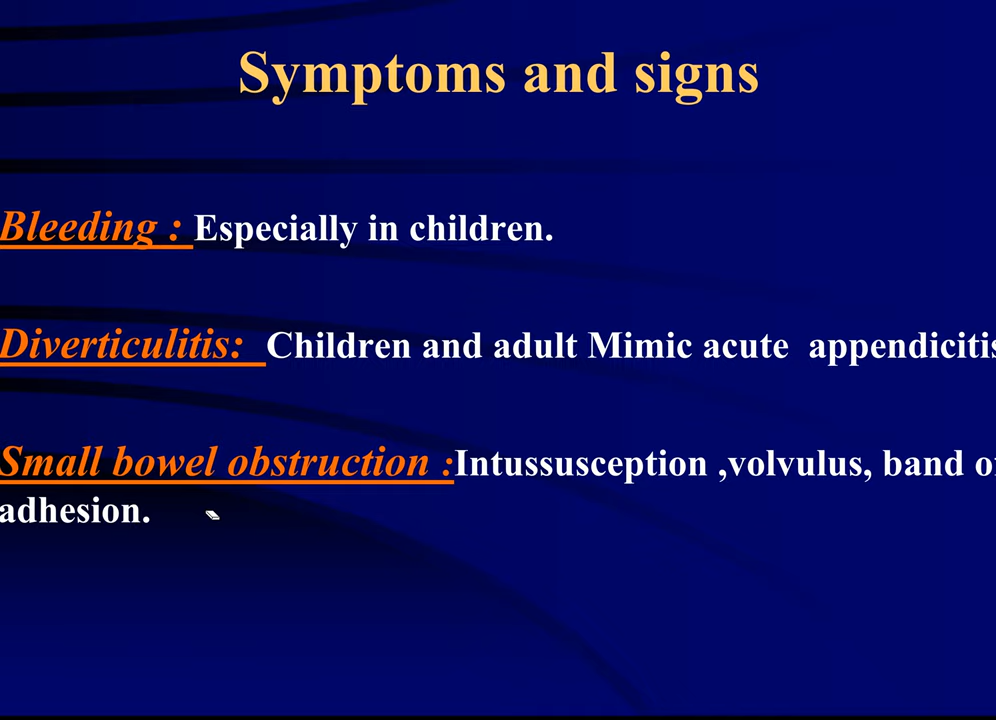 Symptoms and signs
Bleeding : Especially in children.
Diverticulitis: Children and adult Mimic acute appendicitis
Small bowel obstruction :Intussusception ,volvulus, band of
adhesion.